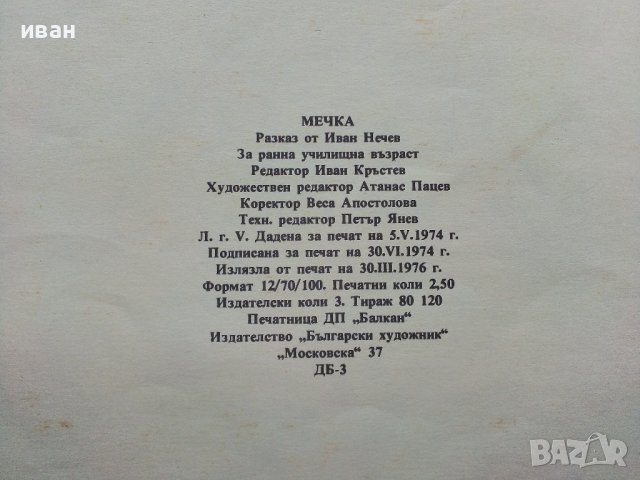 иван
МЕЧКА
Разказ от Иван Нечев
За ранна училищна възраст
Редактор Иван Кръстев
Художествен редактор Атанас Пацев
Коректор Веса Апостолова
Техн. редактор Петър Янев
Л. г. V. Дадена за печат на 5.V.1974 г.
Подписана за печат на 30.VI.1974 г.
Излязла от печат на 30.III.1976 г.
Формат 12/70/100. Печатни коли 2,50
Издателски коли 3. Тираж 80 120
Печатница ДП „Балкан“
Издателство „Български художник“
„Московска“ 37
ДБ-3
BAZAR